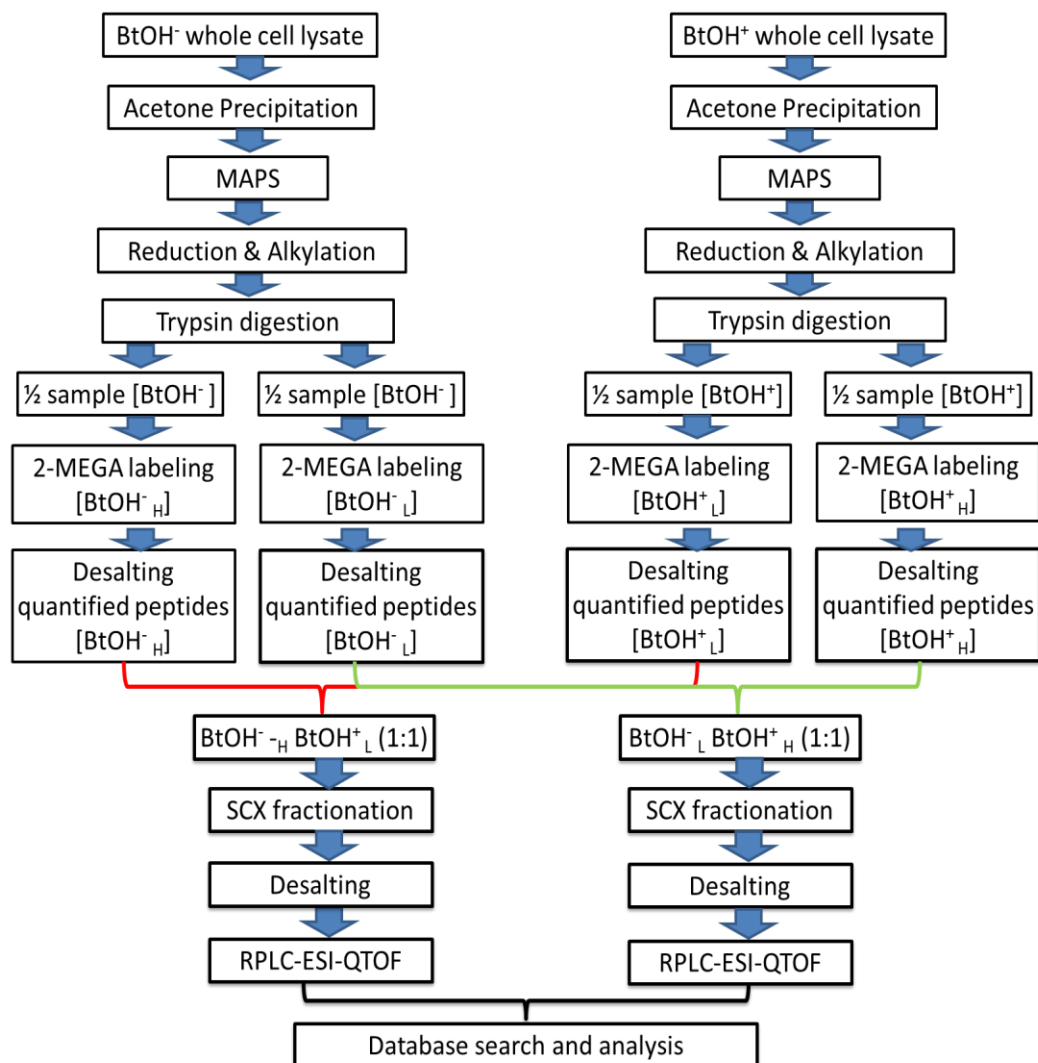 BtOH⁻ whole cell lysate
BtOH⁺ whole cell lysate
Acetone Precipitation
Acetone Precipitation
MAPS
MAPS
Reduction & Alkylation
Reduction & Alkylation
Trypsin digestion
Trypsin digestion
½ sample [BtOH⁻ ]
½ sample [BtOH⁻ ]
½ sample [BtOH⁺]
½ sample [BtOH⁺]
2-MEGA labeling
[BtOH⁻ H]
2-MEGA labeling
[BtOH⁻ L]
2-MEGA labeling
[BtOH⁺ L]
2-MEGA labeling
[BtOH⁺ H]
Desalting
quantified peptides
[BtOH⁻ H]
Desalting
quantified peptides
[BtOH⁻ L]
Desalting
quantified peptides
[BtOH⁺ L]
Desalting
quantified peptides
[BtOH⁺ H]
BtOH⁻ -H BtOH⁺ L (1:1)
BtOH⁻ L BtOH⁺ H (1:1)
SCX fractionation
SCX fractionation
Desalting
Desalting
RPLC-ESI-QTOF
RPLC-ESI-QTOF
Database search and analysis